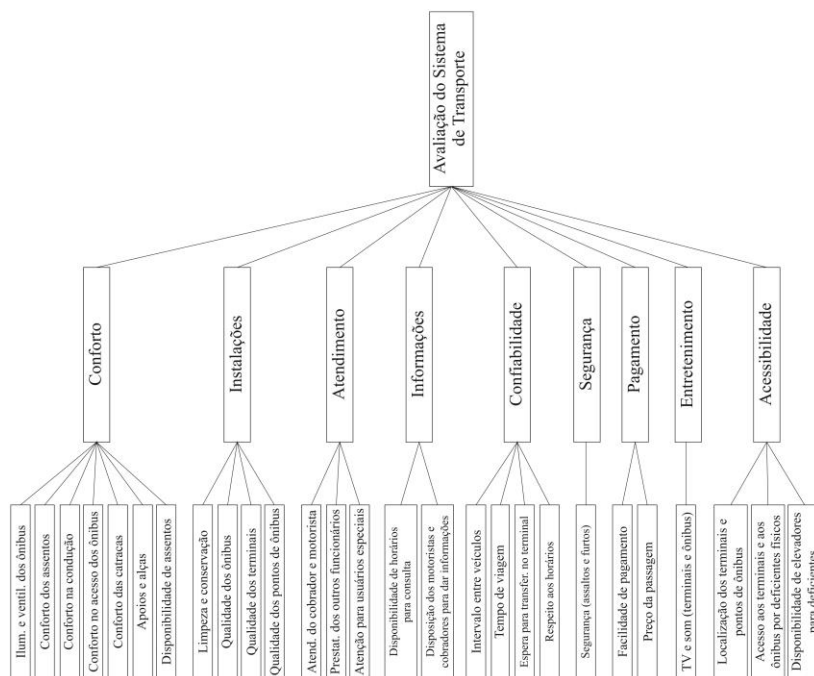 Avaliação do Sistema
de Transporte
Conforto
Instalações
Atendimento
Informações
Confiabilidade
Segurança
Pagamento
Entretenimento
Acessibilidade
Ilum. e ventil. dos ônibus
Conforto dos assentos
Conforto na condução
Conforto no acesso dos ônibus
Conforto das catracas
Apoios e alças
Disponibilidade de assentos
Limpeza e conservação
Qualidade dos ônibus
Qualidade dos terminais
Qualidade dos pontos de ônibus
Atend. do cobrador e motorista
Prestat. dos outros funcionários
Atenção para usuários especiais
Disponibilidade de horários
para consulta
Disposição dos motoristas e
cobradores para dar informações
Intervalo entre veículos
Tempo de viagem
Espera para transfer. no terminal
Respeito aos horários
Segurança (assaltos e furtos)
Facilidade de pagamento
Preço da passagem
TV e som (terminais e ônibus)
Localização dos terminais e
pontos de ônibus
Acesso aos terminais e aos
ônibus por deficientes físicos
Disponibilidade de elevadores
para deficientes